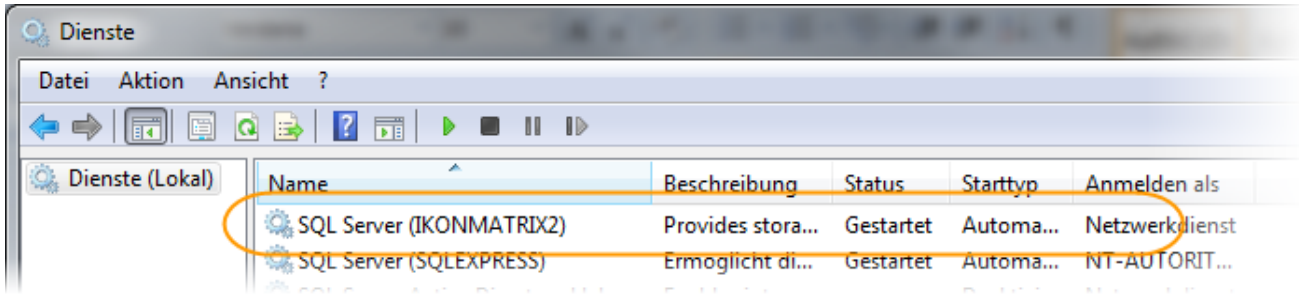 Dienste
Datei Aktion Ansicht ?
Dienste (Lokal)
Name Beschreibung Status Starttyp Anmelden als
SQL Server (IKONMATRIX2) Provides stora... Gestartet Automa... Netzwerkdienst
SQL Server (SQLEXPRESS) Ermöglicht di... Gestartet Automa... NT-AUTORIT...